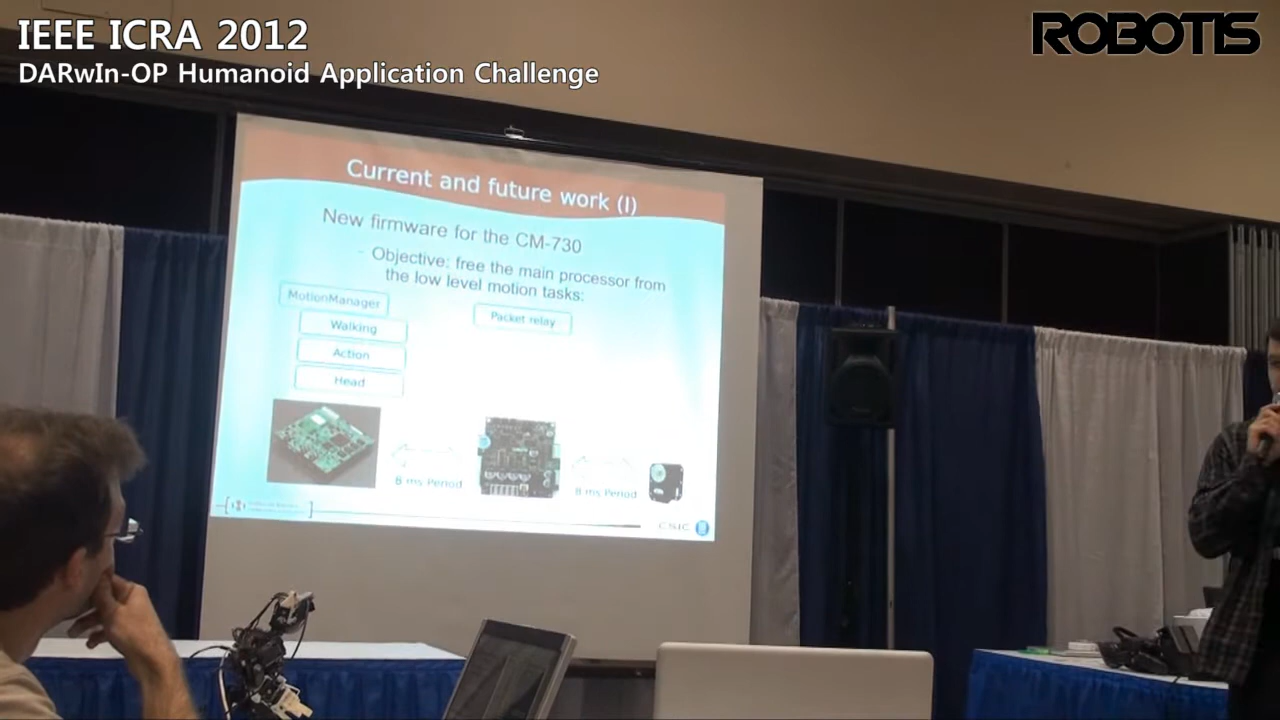 IEEE ICRA 2012
DARwIn-OP Humanoid Application Challenge
ROBOTIS
Current and future work (I)
New firmware for the CM-730
– Objective: free the main processor from
the low level motion tasks:
MotionManager
Packet relay
Walking
Action
Head
8 ms Period
8 ms Period
CSIC